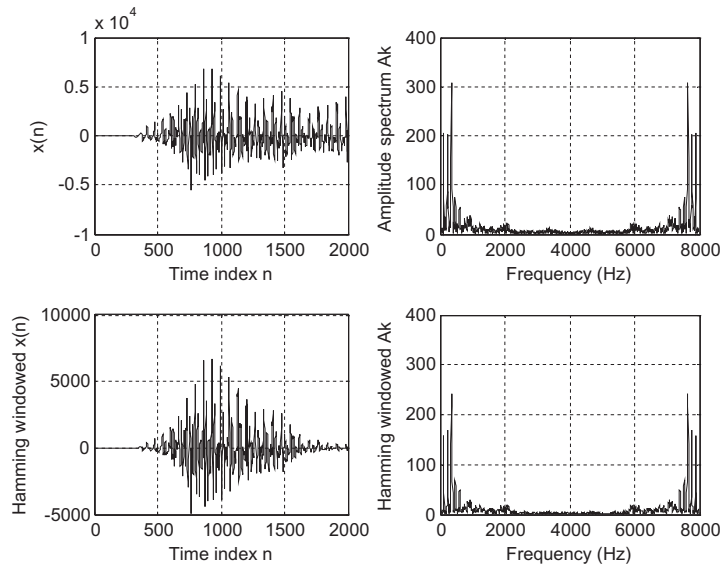 x 10^4
1
0.5
0
-0.5
-1
x(n)
0 500 1000 1500 2000
Time index n
400
300
200
100
0
Amplitude spectrum Ak
0 2000 4000 6000 8000
Frequency (Hz)
10000
5000
0
-5000
Hamming windowed x(n)
0 500 1000 1500 2000
Time index n
400
300
200
100
0
Hamming windowed Ak
0 2000 4000 6000 8000
Frequency (Hz)